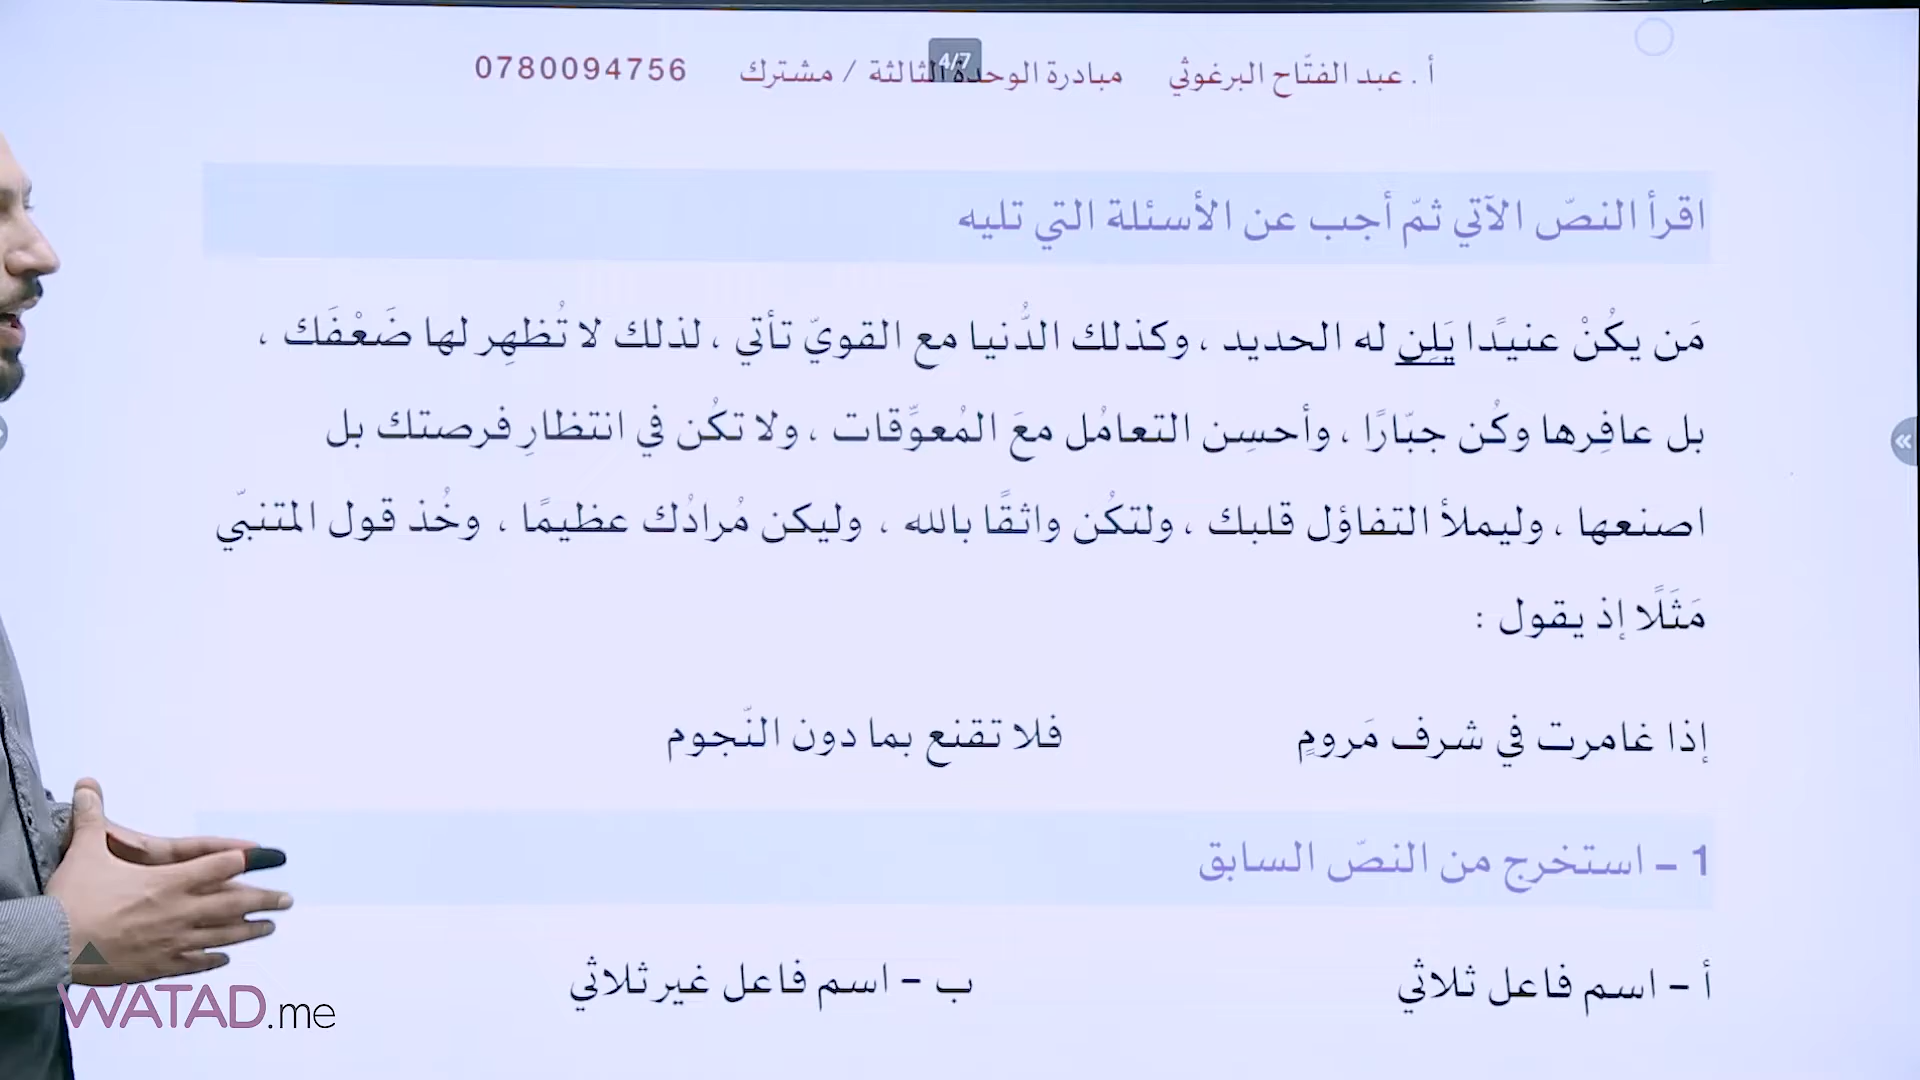 أ . عبد الفتّاح البرغوثي مبادرة الوحدة الثالثة / مشترك 0780094756
4/7
اقرأ النصّ الآتي ثمّ أجب عن الأسئلة التي تليه
مَن يكُنْ عنيدًا يَلِنِ له الحديد ، وكذلك الدُّنيا مع القويّ تأتي ، لذلك لا تُظهِر لها ضَعْفَك ،
بل عافِرها وكُن جبّارًا ، وأحسِن التعامُل معَ المُعوِّقات ، ولا تكُن في انتظارِ فرصتك بل
اصنعها ، وليملأ التفاؤل قلبك ، ولتكُن واثقًا بالله ، وليكن مُرادُك عظيمًا ، وخُذ قول المتنبّي
مَثَلًا إذ يقول :
إذا غامرت في شرف مَرومٍ فلا تقنع بما دون النّجوم
1 – استخرج من النصّ السابق
أ – اسم فاعل ثلاثي ب – اسم فاعل غير ثلاثي
WATAD.me